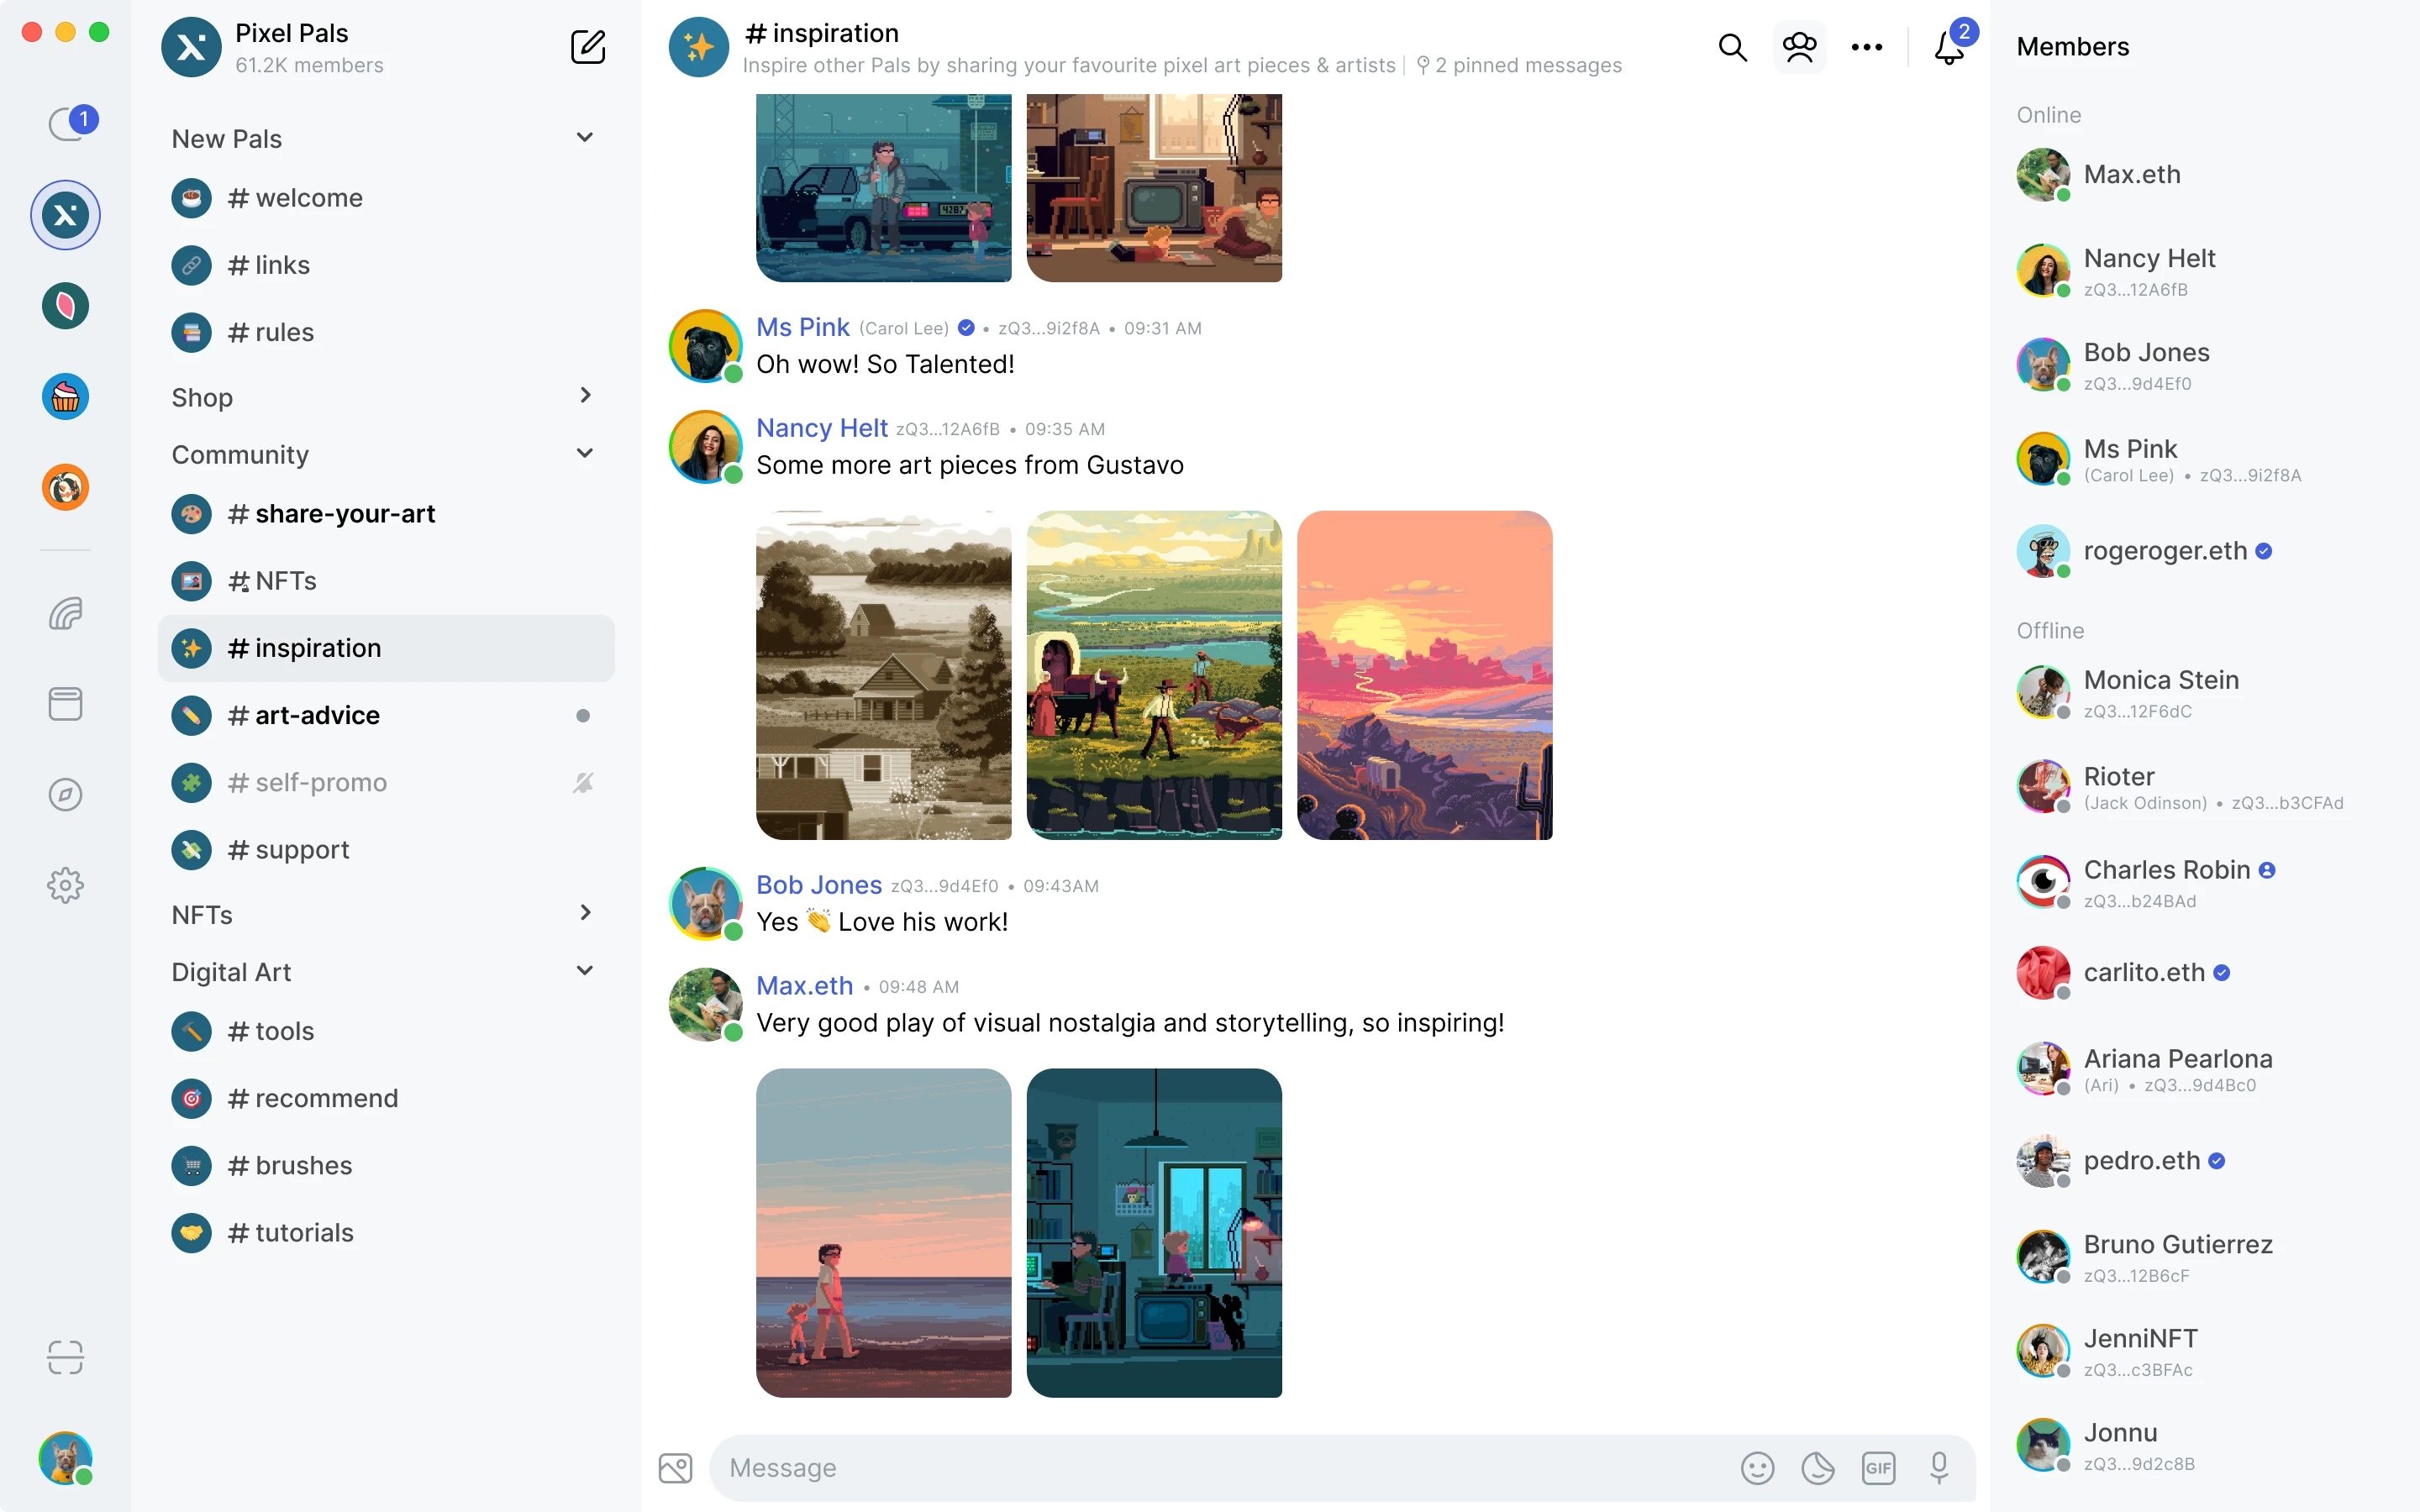 Pixel Pals
61.2K members
1
New Pals
# welcome
# links
# rules
Shop
Community
# share-your-art
# NFTs
# inspiration
# art-advice
# self-promo
# support
NFTs
Digital Art
# tools
# recommend
# brushes
# tutorials
# inspiration
Inspire other Pals by sharing your favourite pixel art pieces & artists | 2 pinned messages
2
4287
Ms Pink (Carol Lee) • zQ3...9i2f8A • 09:31 AM
Oh wow! So Talented!
Nancy Helt zQ3...12A6fB • 09:35 AM
Some more art pieces from Gustavo
Bob Jones zQ3...9d4Ef0 • 09:43AM
Yes 👏 Love his work!
Max.eth • 09:48 AM
Very good play of visual nostalgia and storytelling, so inspiring!
Message
GIF
Members
Online
Max.eth
Nancy Helt
zQ3...12A6fB
Bob Jones
zQ3...9d4Ef0
Ms Pink
(Carol Lee) • zQ3...9i2f8A
rogeroger.eth
Offline
Monica Stein
zQ3...12F6dC
Rioter
(Jack Odinson) • zQ3...b3CFAd
Charles Robin
zQ3...b24BAd
carlito.eth
Ariana Pearlona
(Ari) • zQ3...9d4Bc0
pedro.eth
Bruno Gutierrez
zQ3...12B6cF
JenniNFT
zQ3...c3BFAc
Jonnu
zQ3...9d2c8B